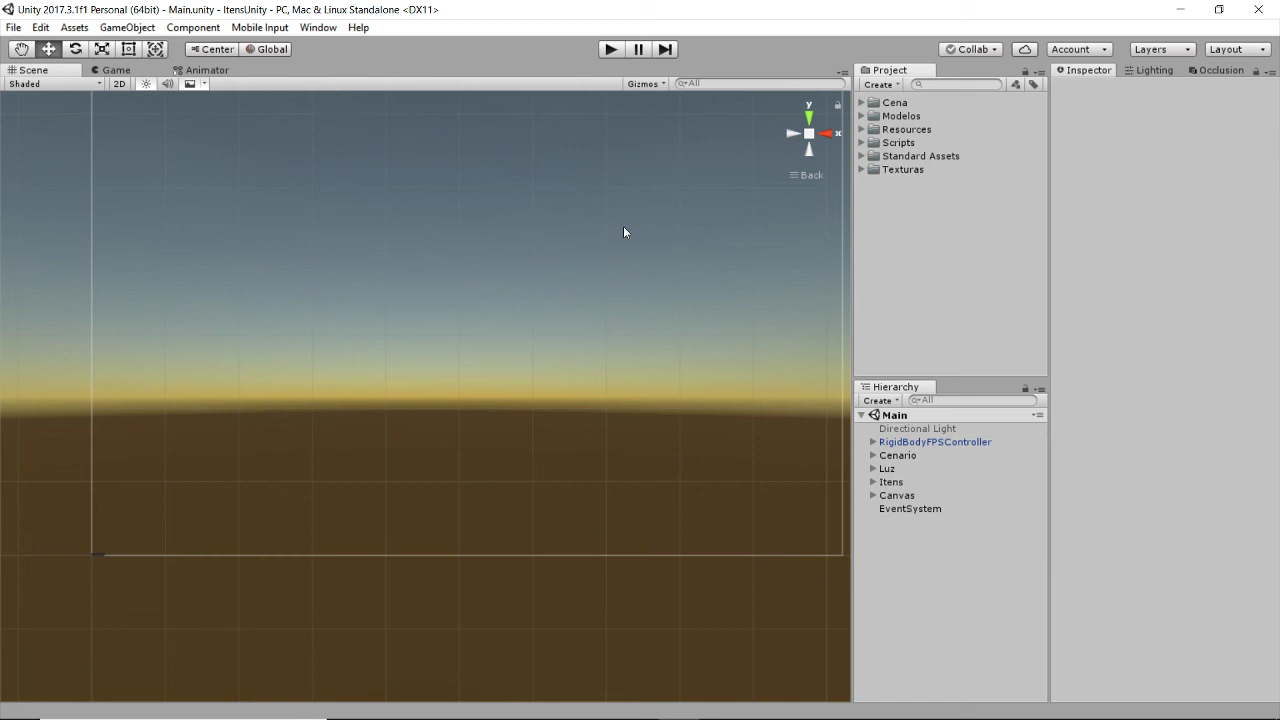 Unity 2017.3.1f1 Personal (64bit) - Main.unity - ItensUnity - PC, Mac & Linux Standalone <DX11>
File Edit Assets GameObject Component Mobile Input Window Help
Center Global Collab Account Layers Layout
Scene Game Animator Project Inspector Lighting Occlusion
Shaded 2D Gizmos All Create
y
x
Back
Cena
Modelos
Resources
Scripts
Standard Assets
Texturas
Hierarchy
Create All
Main
Directional Light
RigidBodyFPSController
Cenario
Luz
Itens
Canvas
EventSystem